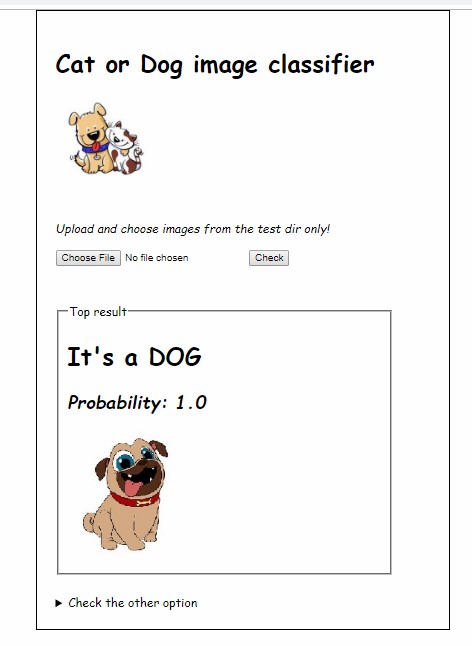 Cat or Dog image classifier
Upload and choose images from the test dir only!
Choose File No file chosen Check
Top result
It's a DOG
Probability: 1.0
Check the other option